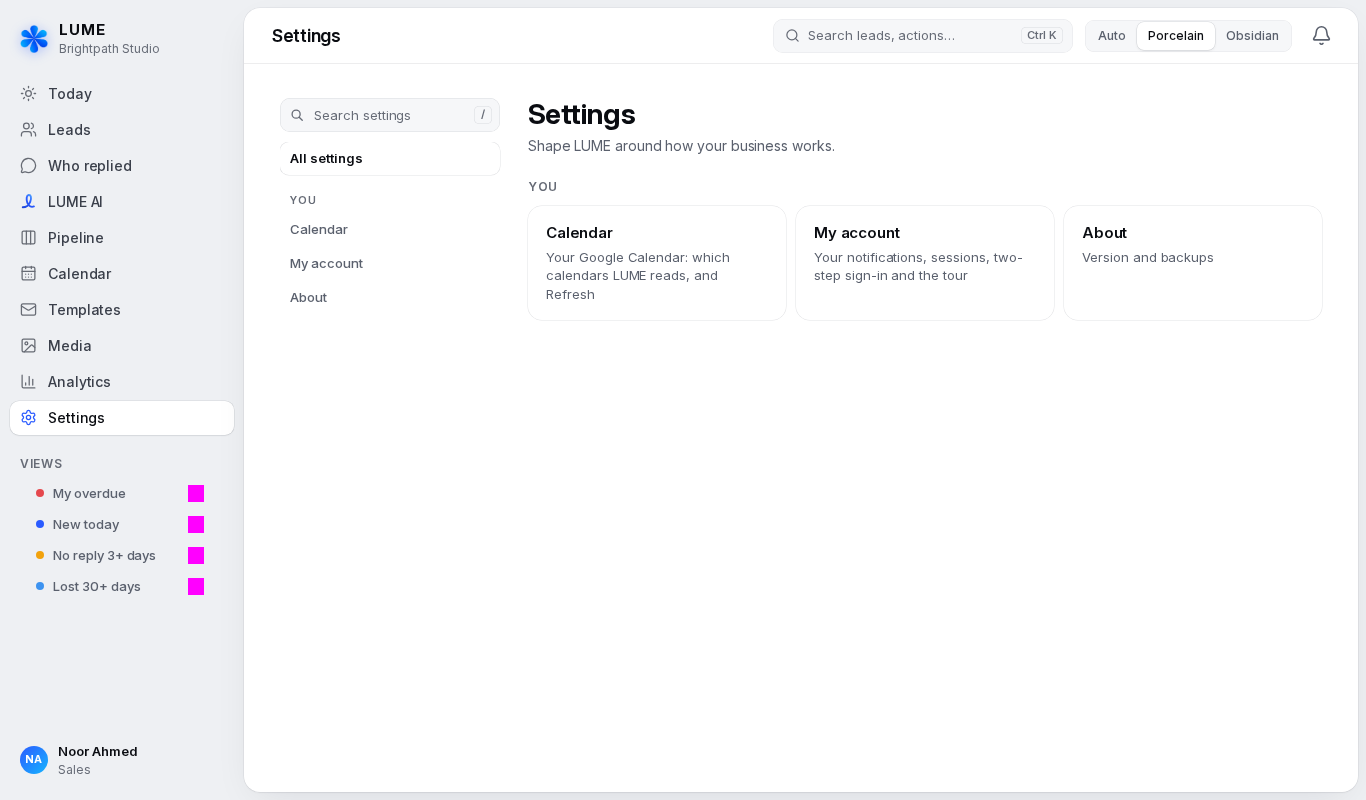 LUME
Brightpath Studio
Today
Leads
Who replied
LUME AI
Pipeline
Calendar
Templates
Media
Analytics
Settings
VIEWS
My overdue
New today
No reply 3+ days
Lost 30+ days
NA
Noor Ahmed
Sales
Settings
Search leads, actions…
Ctrl K
Auto
Porcelain
Obsidian
Search settings
/
All settings
YOU
Calendar
My account
About
Settings
Shape LUME around how your business works.
YOU
Calendar
Your Google Calendar: which
calendars LUME reads, and
Refresh
My account
Your notifications, sessions, two-
step sign-in and the tour
About
Version and backups